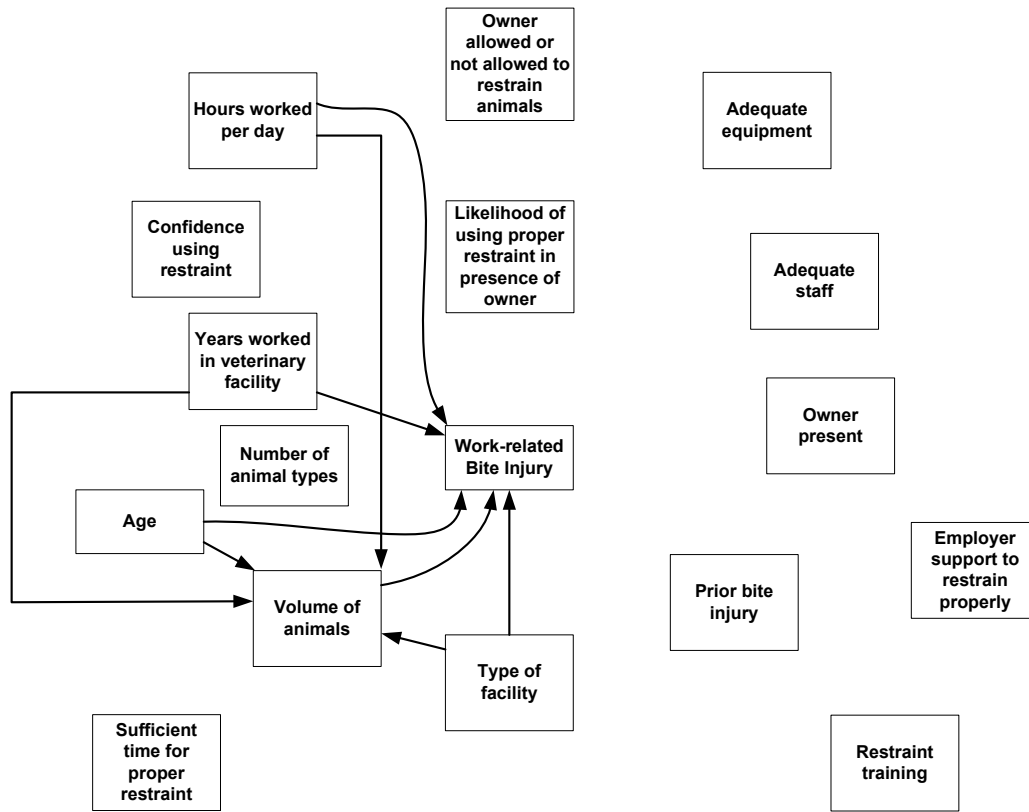 Owner
allowed or
not allowed to
restrain
animals
Hours worked
per day
Adequate
equipment
Confidence
using
restraint
Likelihood of
using proper
restraint in
presence of
owner
Adequate
staff
Years worked
in veterinary
facility
Owner
present
Number of
animal types
Work-related
Bite Injury
Age
Employer
support to
restrain
properly
Volume of
animals
Prior bite
injury
Type of
facility
Sufficient
time for
proper
restraint
Restraint
training